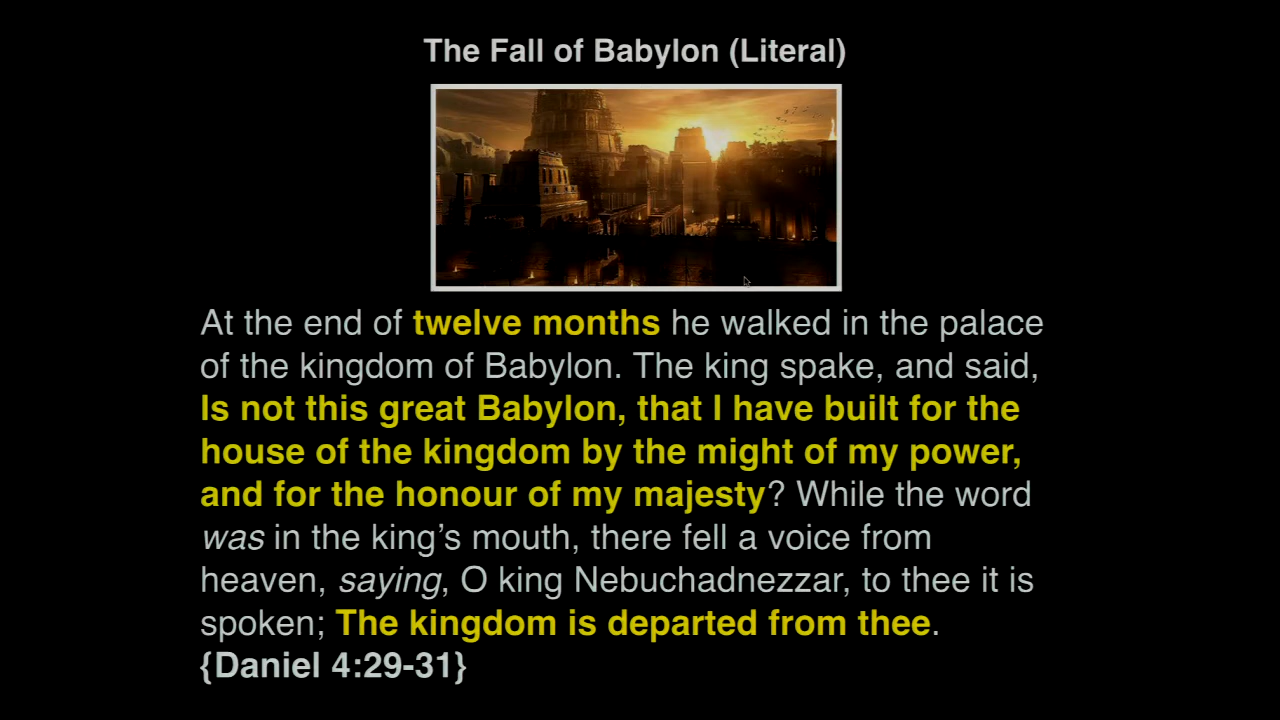 The Fall of Babylon (Literal)
At the end of twelve months he walked in the palace
of the kingdom of Babylon. The king spake, and said,
Is not this great Babylon, that I have built for the
house of the kingdom by the might of my power,
and for the honour of my majesty? While the word
was in the king’s mouth, there fell a voice from
heaven, saying, O king Nebuchadnezzar, to thee it is
spoken; The kingdom is departed from thee.
{Daniel 4:29-31}